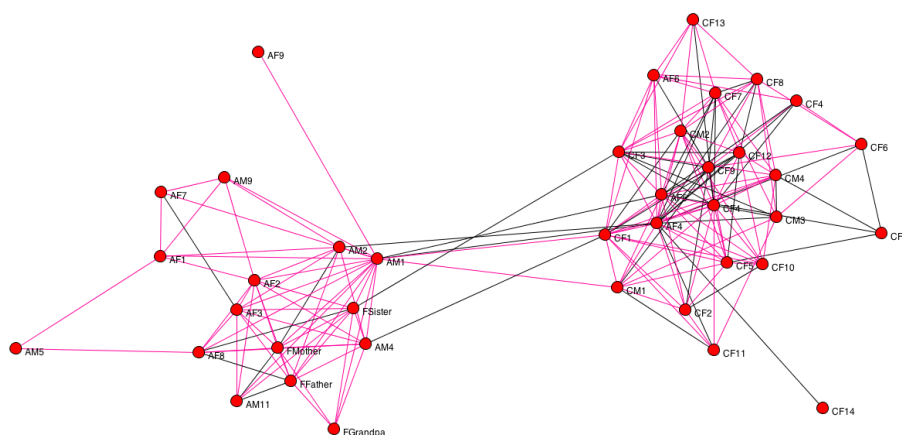 CF13
AF9
AF6
CF8
CF7
CF4
CM2
CF6
CF3
CF12
CF9
CM4
AM9
AF7
CF4
CM3
AF4
CF1
CF
AM2
AM1
AF1
CF5
CF10
AF2
CM1
AF3
FSister
CF2
AM5
AF8
FMother
AM4
CF11
FFather
AM11
CF14
FGrandpa